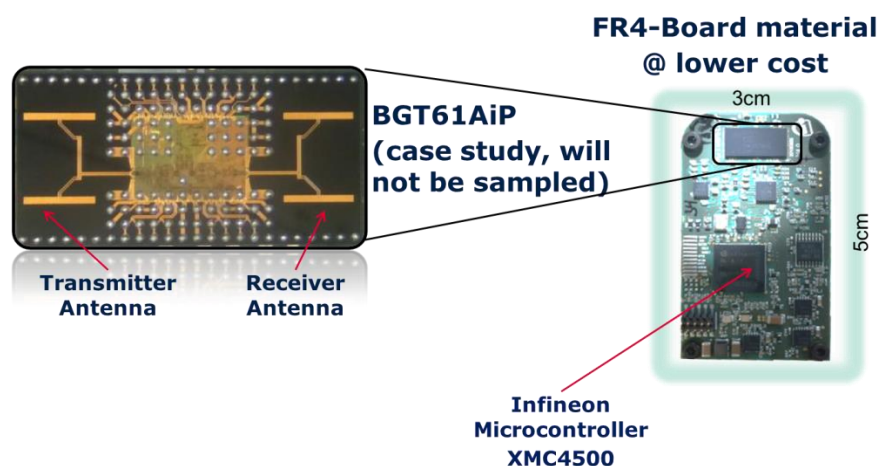 FR4-Board material
@ lower cost
3cm
BGT61AiP
(case study, will
not be sampled)
5cm
Transmitter
Antenna
Receiver
Antenna
Infineon
Microcontroller
XMC4500